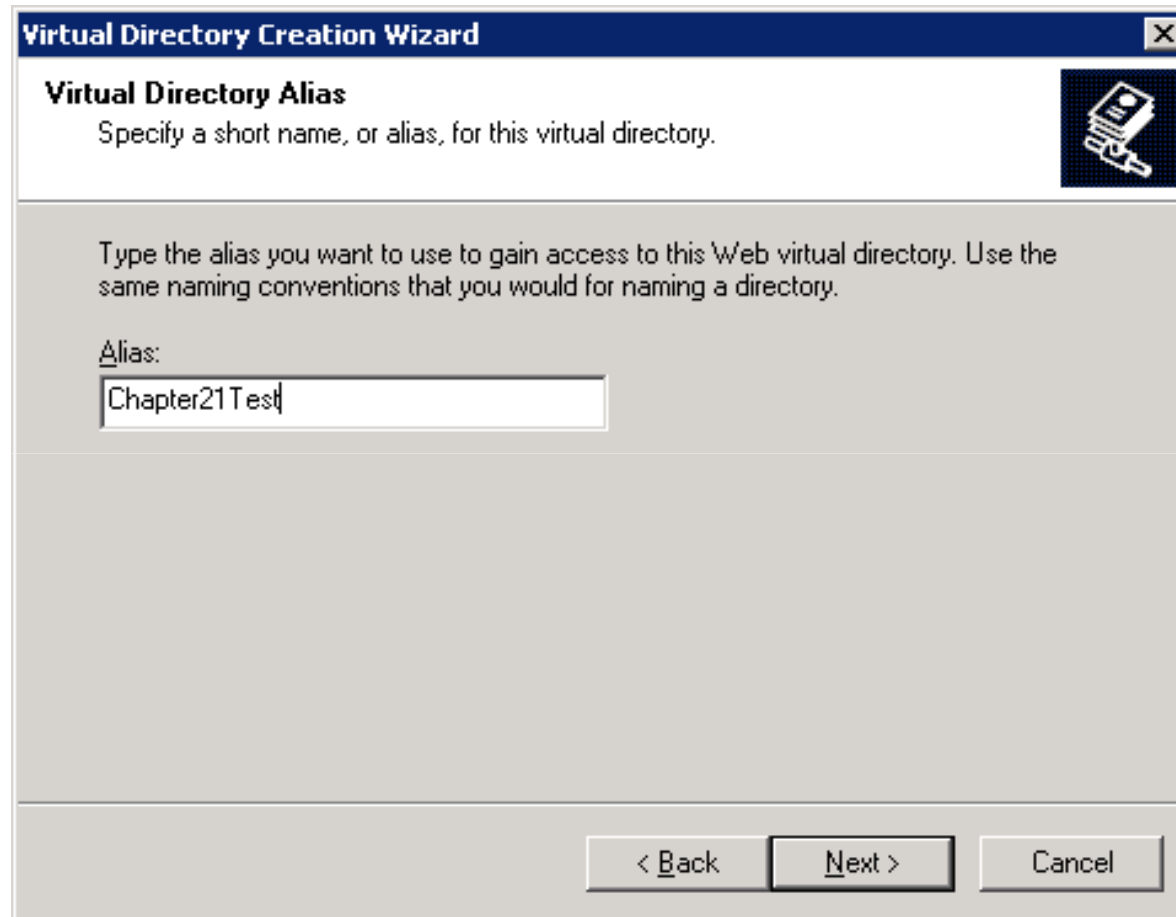 Virtual Directory Creation Wizard
Virtual Directory Alias
Specify a short name, or alias, for this virtual directory.
Type the alias you want to use to gain access to this Web virtual directory. Use the
same naming conventions that you would for naming a directory.
Alias:
Chapter21Test
< Back
Next >
Cancel